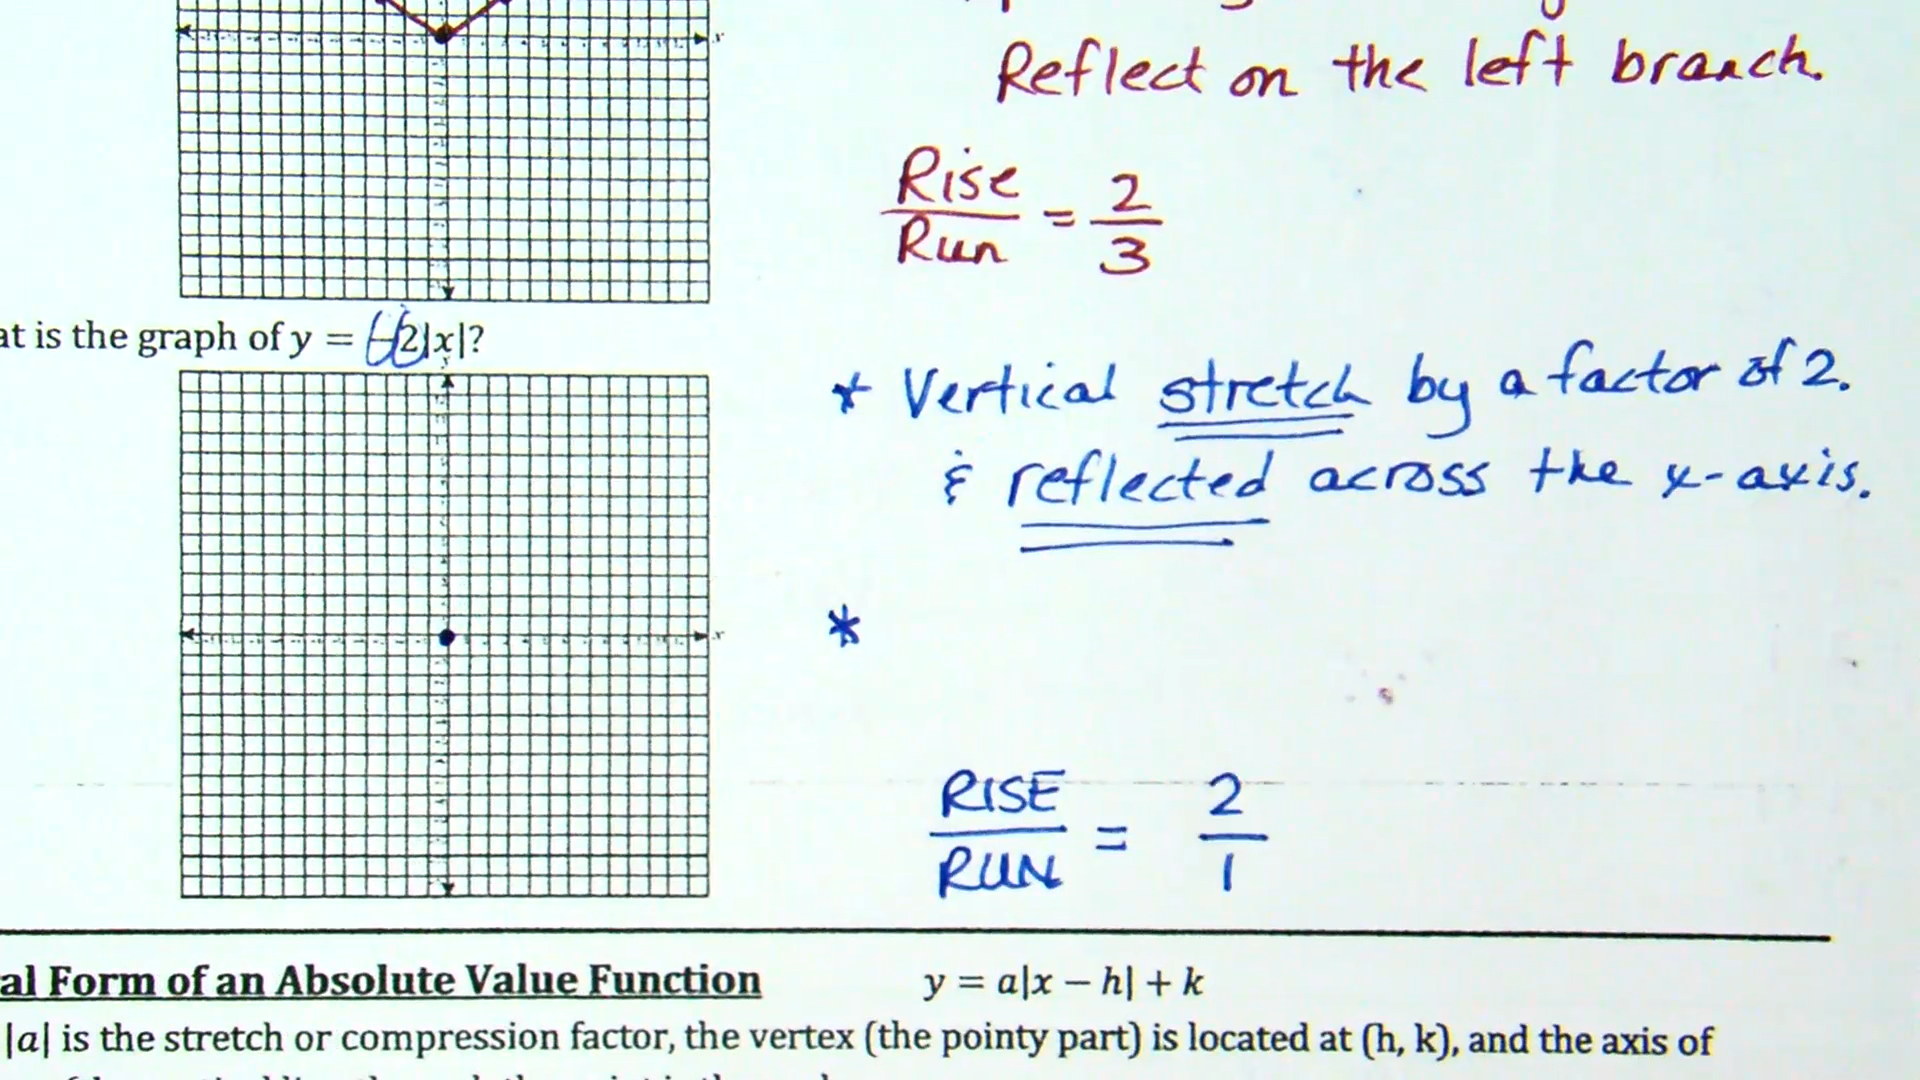 x
Reflect on the left branch.
Rise
Run
=
2
3
at is the graph of y = -2|x|?
* Vertical stretch by a factor of 2.
& reflected across the x-axis.
x
*
RISE
RUN
=
2
1
al Form of an Absolute Value Function
y = a|x − h| + k
|a| is the stretch or compression factor, the vertex (the pointy part) is located at (h, k), and the axis of